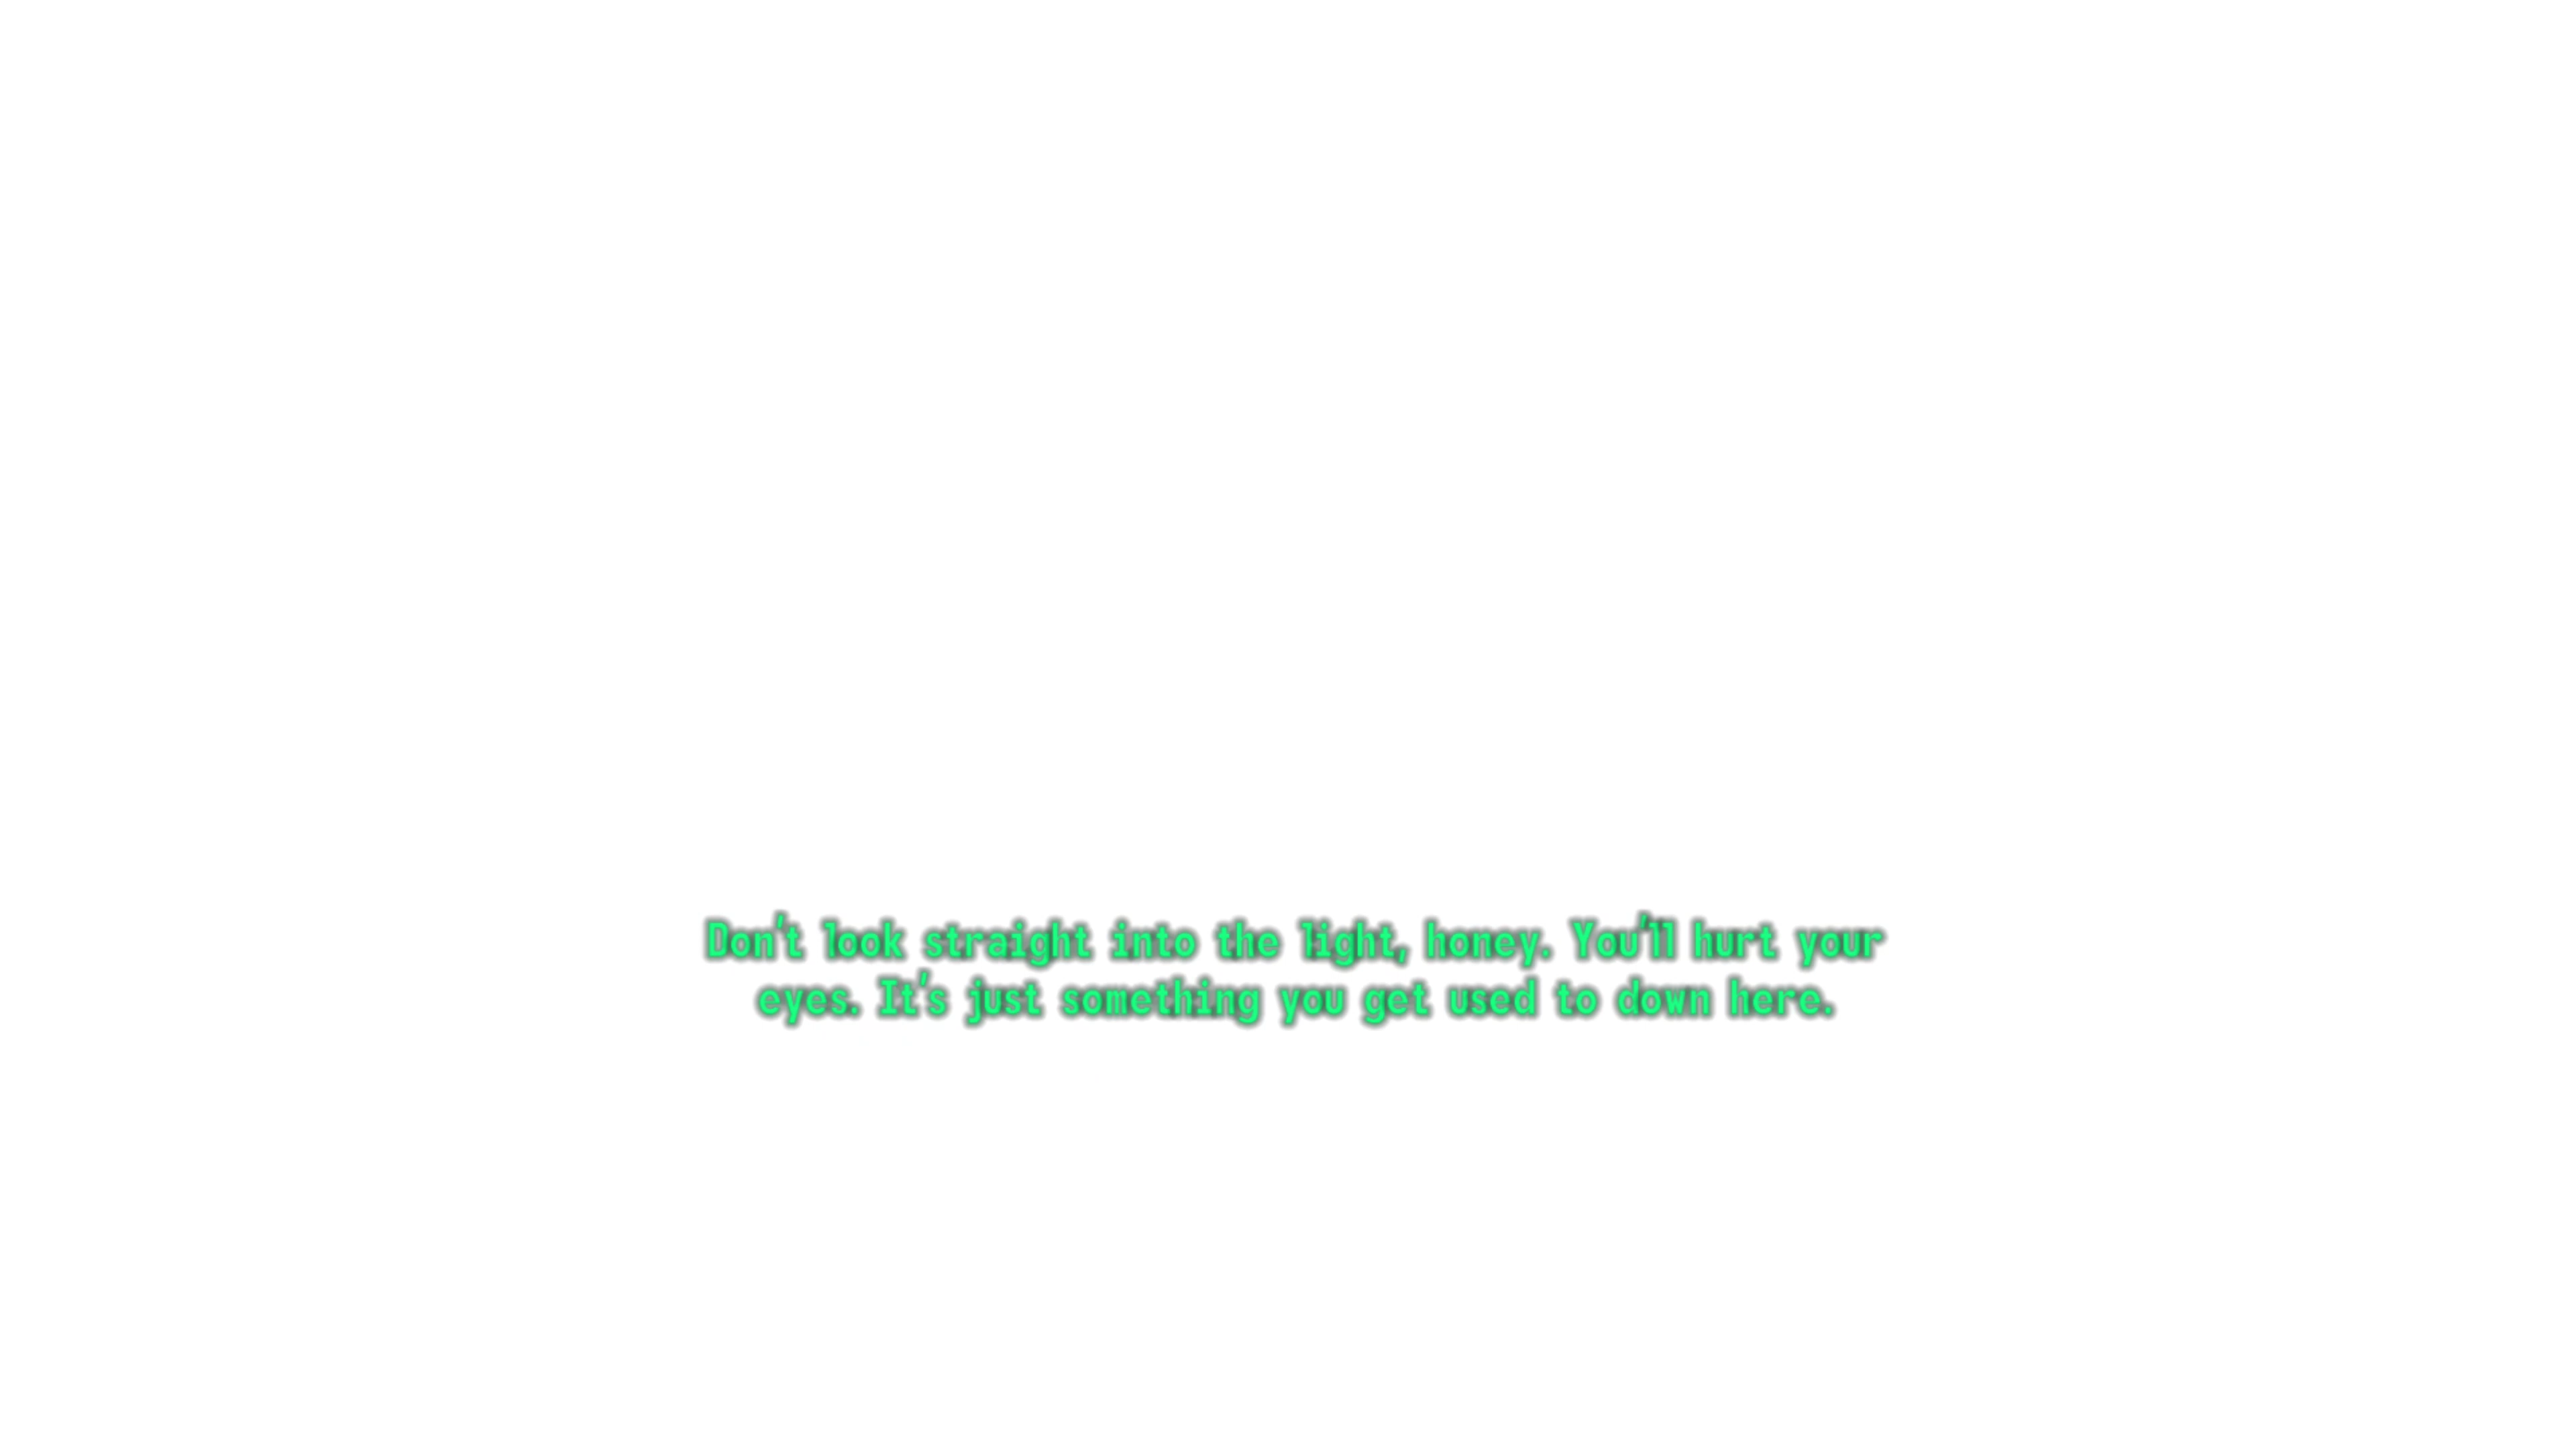 Don't look straight into the light, honey. You'll hurt your
eyes. It's just something you get used to down here.